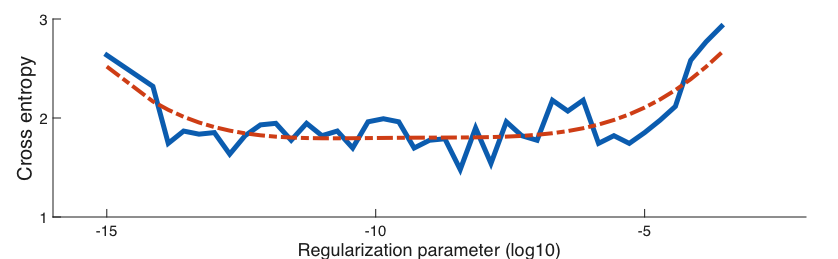 3
2
1
Cross entropy
-15 -10 -5
Regularization parameter (log10)